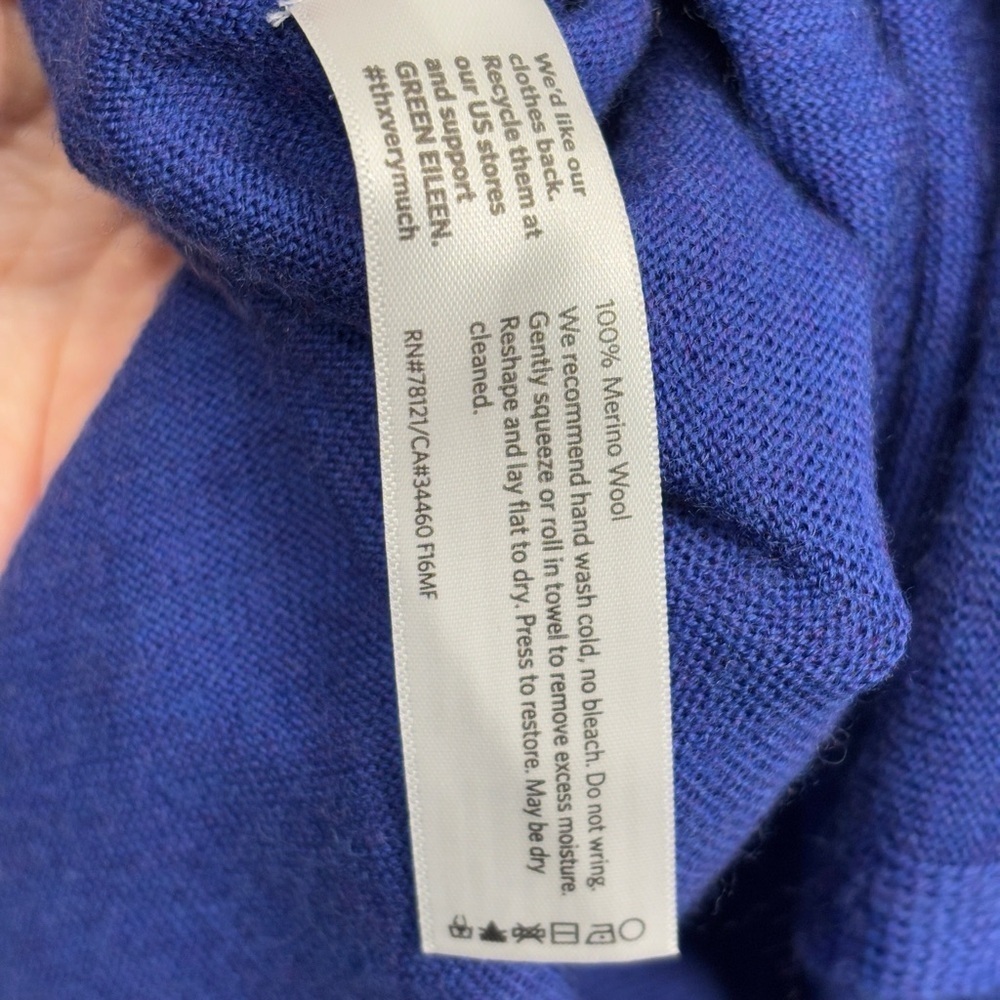 We'd like our
clothes back.
Recycle them at
our US stores
and support
GREEN EILEEN.
#thxverymuch
100% Merino Wool
We recommend hand wash cold, no bleach. Do not wring.
Gently squeeze or roll in towel to remove excess moisture.
Reshape and lay flat to dry. Press to restore. May be dry
cleaned.
RN#78121/CA#34460 F16MF